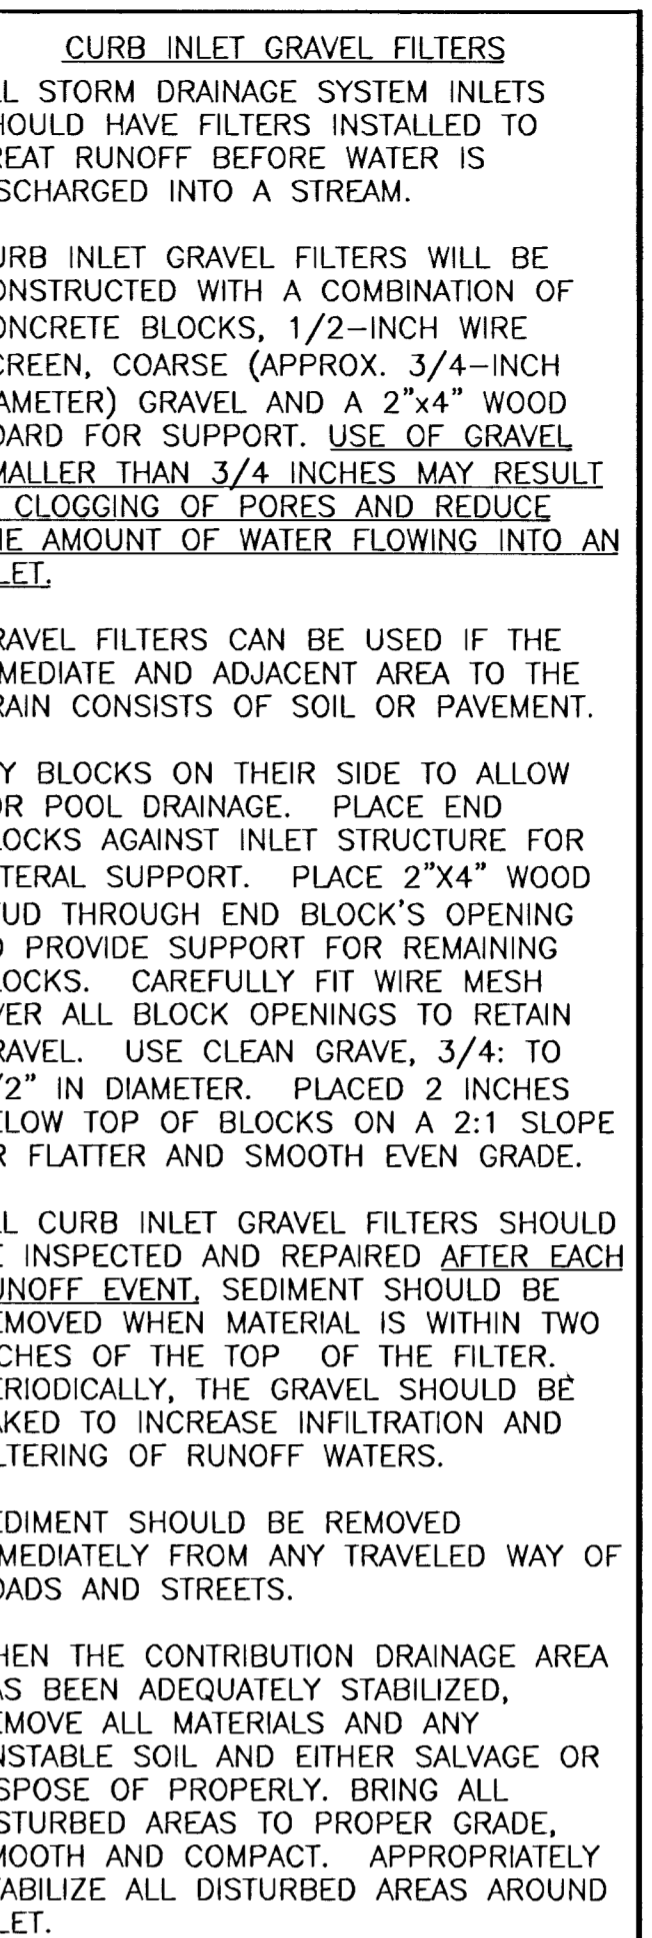 CURB INLET GRAVEL FILTERS
LL STORM DRAINAGE SYSTEM INLETS
HOULD HAVE FILTERS INSTALLED TO
REAT RUNOFF BEFORE WATER IS
ISCHARGED INTO A STREAM.
URB INLET GRAVEL FILTERS WILL BE
ONSTRUCTED WITH A COMBINATION OF
ONCRETE BLOCKS, 1/2-INCH WIRE
CREEN, COARSE (APPROX. 3/4-INCH
AMETER) GRAVEL AND A 2"x4" WOOD
OARD FOR SUPPORT. USE OF GRAVEL
MALLER THAN 3/4 INCHES MAY RESULT
CLOGGING OF PORES AND REDUCE
HE AMOUNT OF WATER FLOWING INTO AN
LET.
RAVEL FILTERS CAN BE USED IF THE
MEDIATE AND ADJACENT AREA TO THE
RAIN CONSISTS OF SOIL OR PAVEMENT.
Y BLOCKS ON THEIR SIDE TO ALLOW
OR POOL DRAINAGE. PLACE END
LOCKS AGAINST INLET STRUCTURE FOR
TERAL SUPPORT. PLACE 2"X4" WOOD
TUD THROUGH END BLOCK'S OPENING
O PROVIDE SUPPORT FOR REMAINING
LOCKS. CAREFULLY FIT WIRE MESH
VER ALL BLOCK OPENINGS TO RETAIN
RAVEL. USE CLEAN GRAVE, 3/4: TO
/2" IN DIAMETER. PLACED 2 INCHES
ELOW TOP OF BLOCKS ON A 2:1 SLOPE
R FLATTER AND SMOOTH EVEN GRADE.
LL CURB INLET GRAVEL FILTERS SHOULD
E INSPECTED AND REPAIRED AFTER EACH
UNOFF EVENT. SEDIMENT SHOULD BE
EMOVED WHEN MATERIAL IS WITHIN TWO
CHES OF THE TOP OF THE FILTER.
ERIODICALLY, THE GRAVEL SHOULD BE
AKED TO INCREASE INFILTRATION AND
LTERING OF RUNOFF WATERS.
EDIMENT SHOULD BE REMOVED
MEDIATELY FROM ANY TRAVELED WAY OF
OADS AND STREETS.
HEN THE CONTRIBUTION DRAINAGE AREA
AS BEEN ADEQUATELY STABILIZED,
EMOVE ALL MATERIALS AND ANY
NSTABLE SOIL AND EITHER SALVAGE OR
SPOSE OF PROPERLY. BRING ALL
STURBED AREAS TO PROPER GRADE,
MOOTH AND COMPACT. APPROPRIATELY
TABILIZE ALL DISTURBED AREAS AROUND
LET.